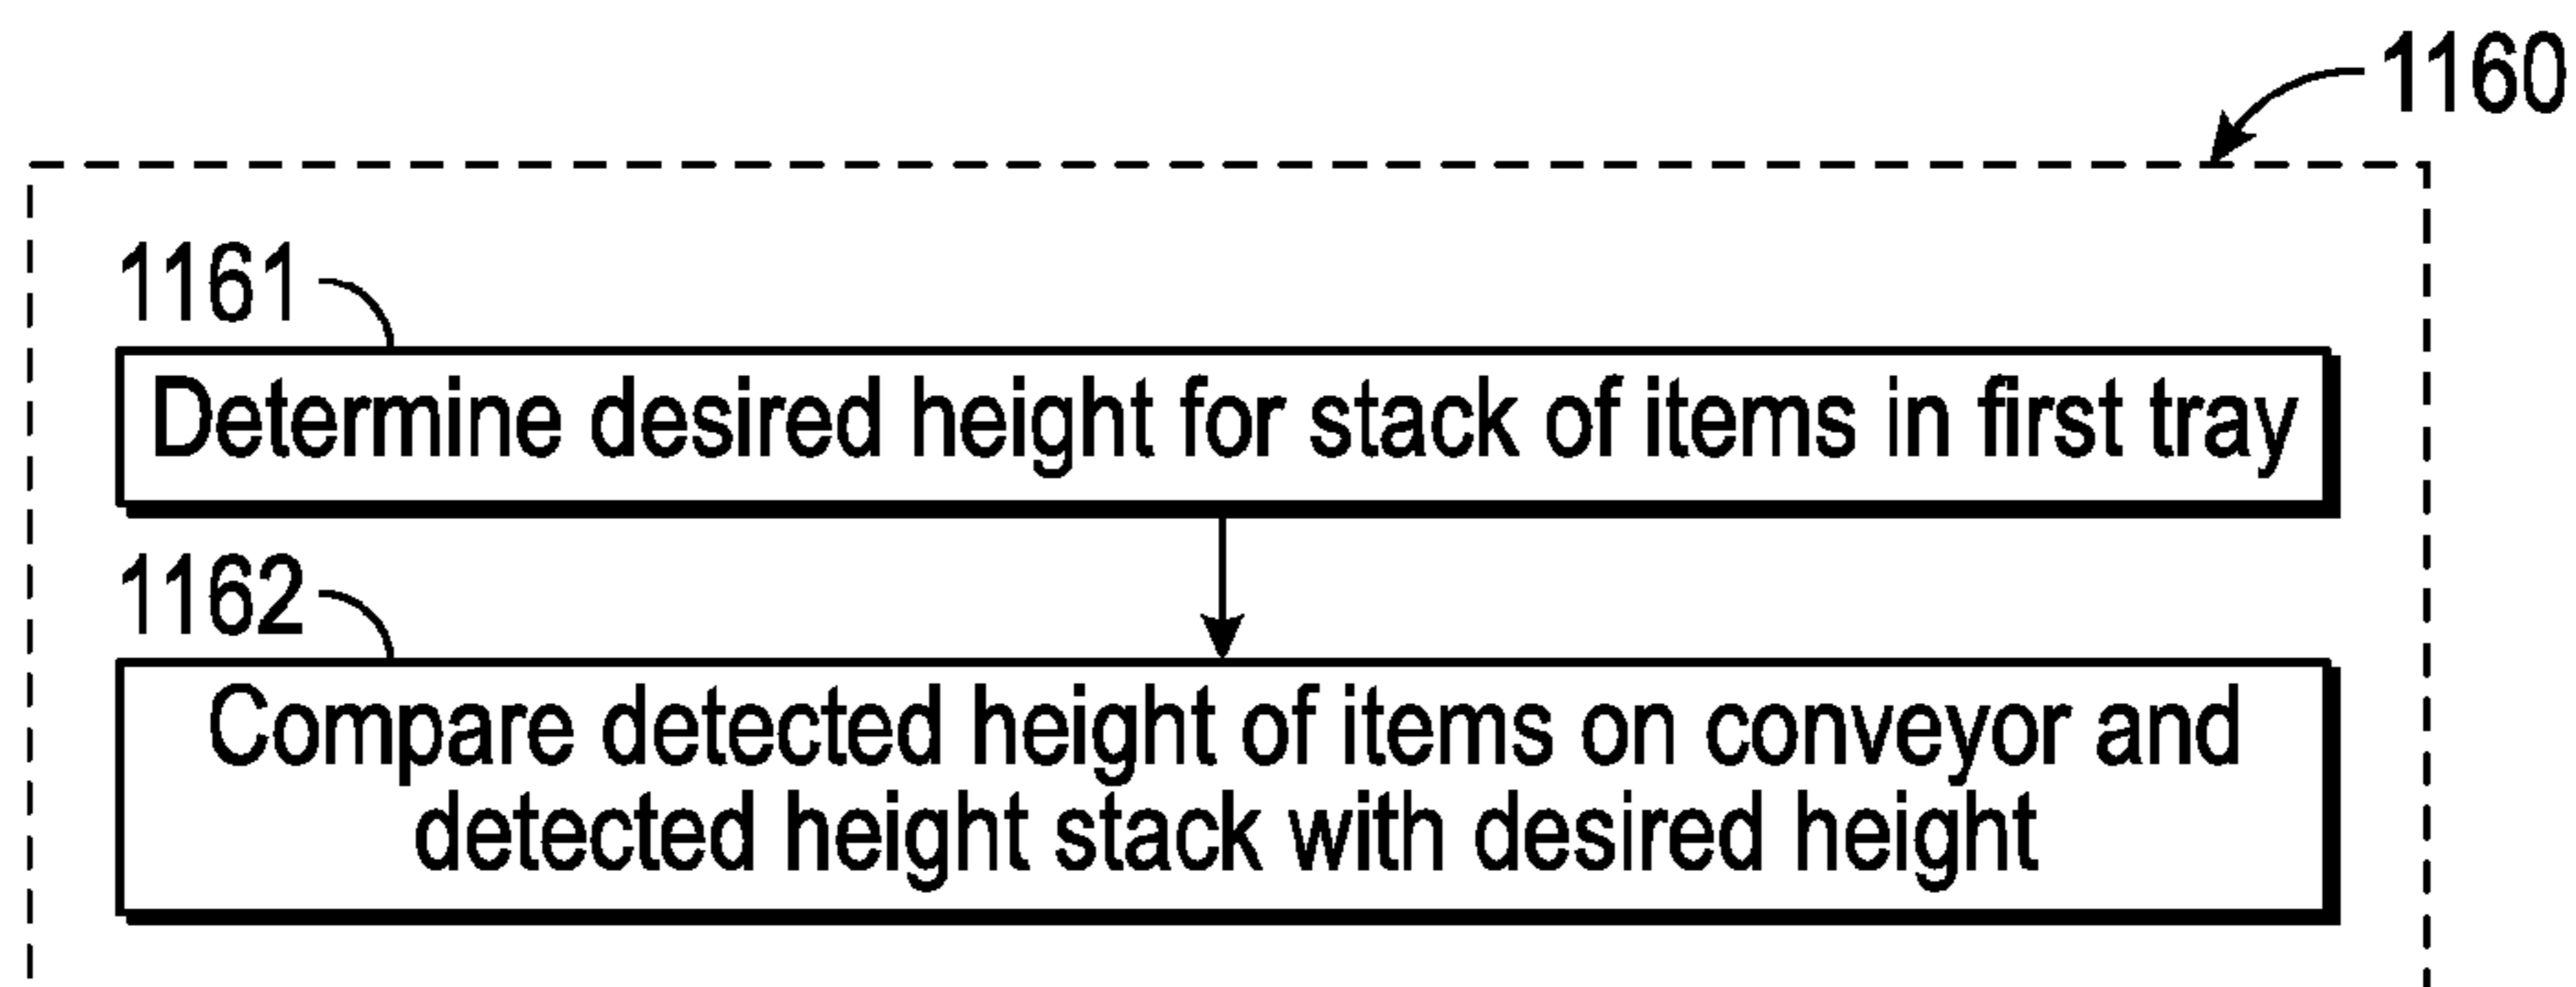 1160
1161
Determine desired height for stack of items in first tray
1162
Compare detected height of items on conveyor and
detected height stack with desired height